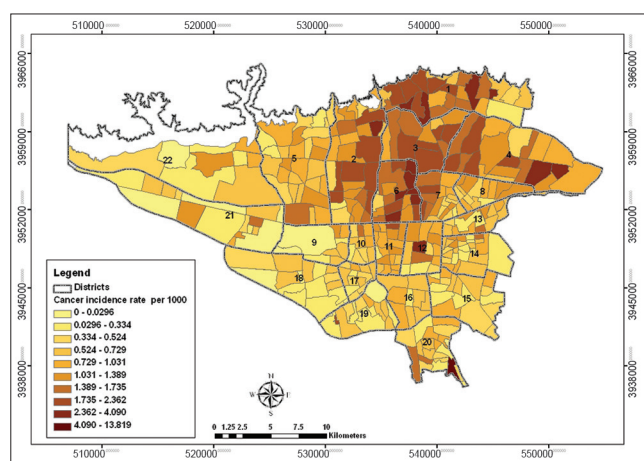 510000 520000 530000 540000 550000
3966000
3959000
3952000
3945000
3938000
1
2
3
4
5
22
6
7
8
21
13
9
10
11
12
14
18
17
16
15
19
20
Legend
Districts
Cancer incidence rate per 1000
0 - 0.0296
0.0296 - 0.334
0.334 - 0.524
0.524 - 0.729
0.729 - 1.031
1.031 - 1.389
1.389 - 1.735
1.735 - 2.362
2.362 - 4.090
4.090 - 13.819
N
W E
S
0 1.25 2.5 5 7.5 10
Kilometers
3966000
3959000
3952000
3945000
3938000
510000 520000 530000 540000 550000